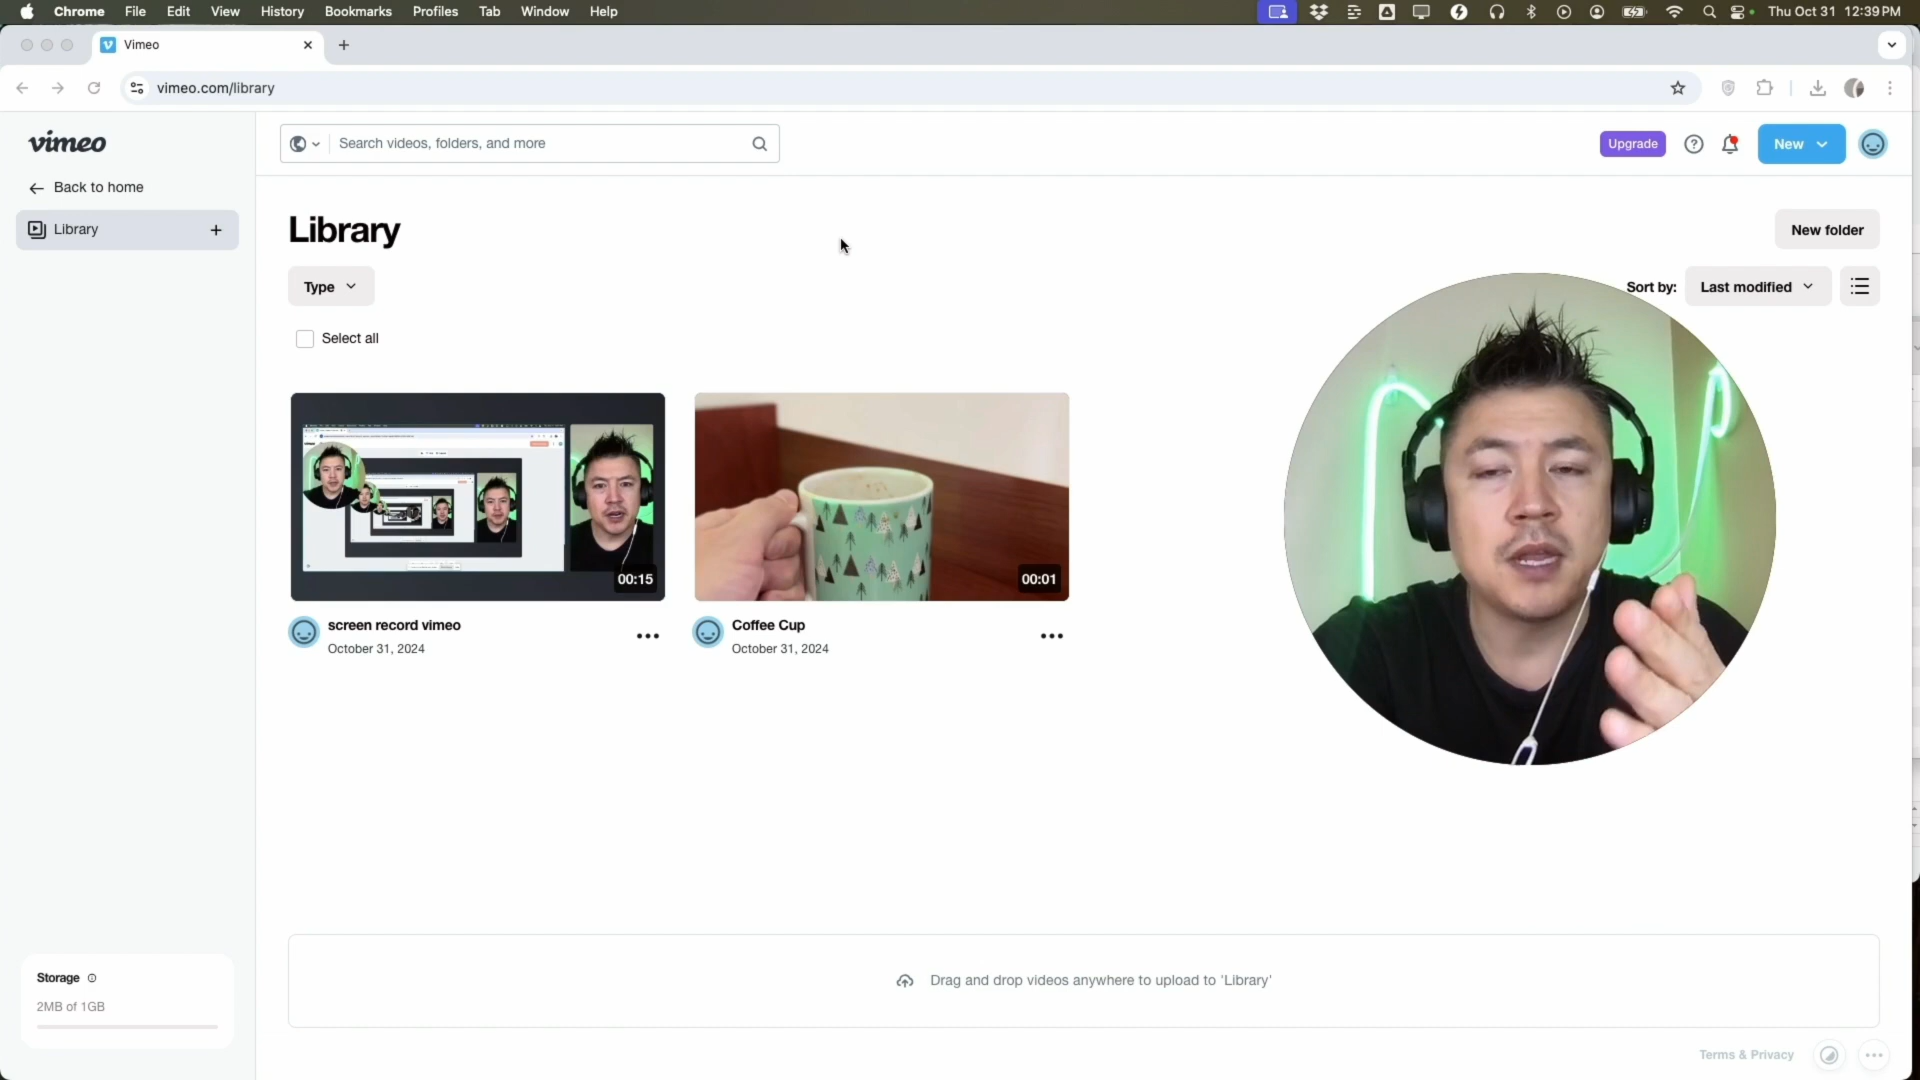 Chrome File Edit View History Bookmarks Profiles Tab Window Help
Thu Oct 31 12:39 PM
Vimeo
vimeo.com/library
vimeo
Search videos, folders, and more
Upgrade
New
Back to home
Library
Library
New folder
Type
Sort by: Last modified
Select all
00:15
00:01
screen record vimeo
October 31, 2024
Coffee Cup
October 31, 2024
Storage
2MB of 1GB
Drag and drop videos anywhere to upload to 'Library'
Terms & Privacy